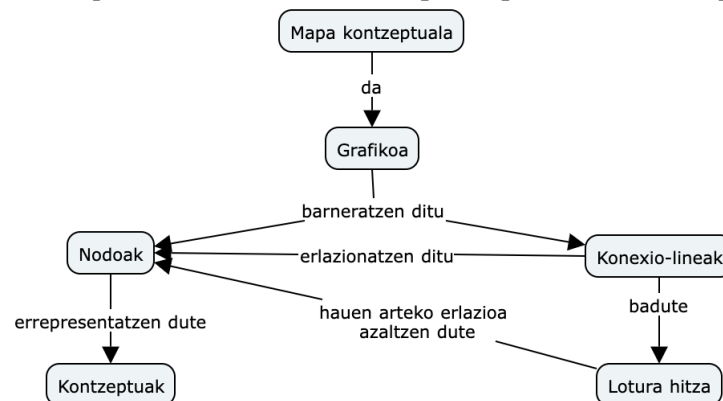 Mapa kontzeptuala
da
Grafikoa
barneratzen ditu
Nodoak
erlazionatzen ditu
Konexio-lineak
errepresentatzen dute
hauen arteko erlazioa
azaltzen dute
badute
Kontzeptuak
Lotura hitza